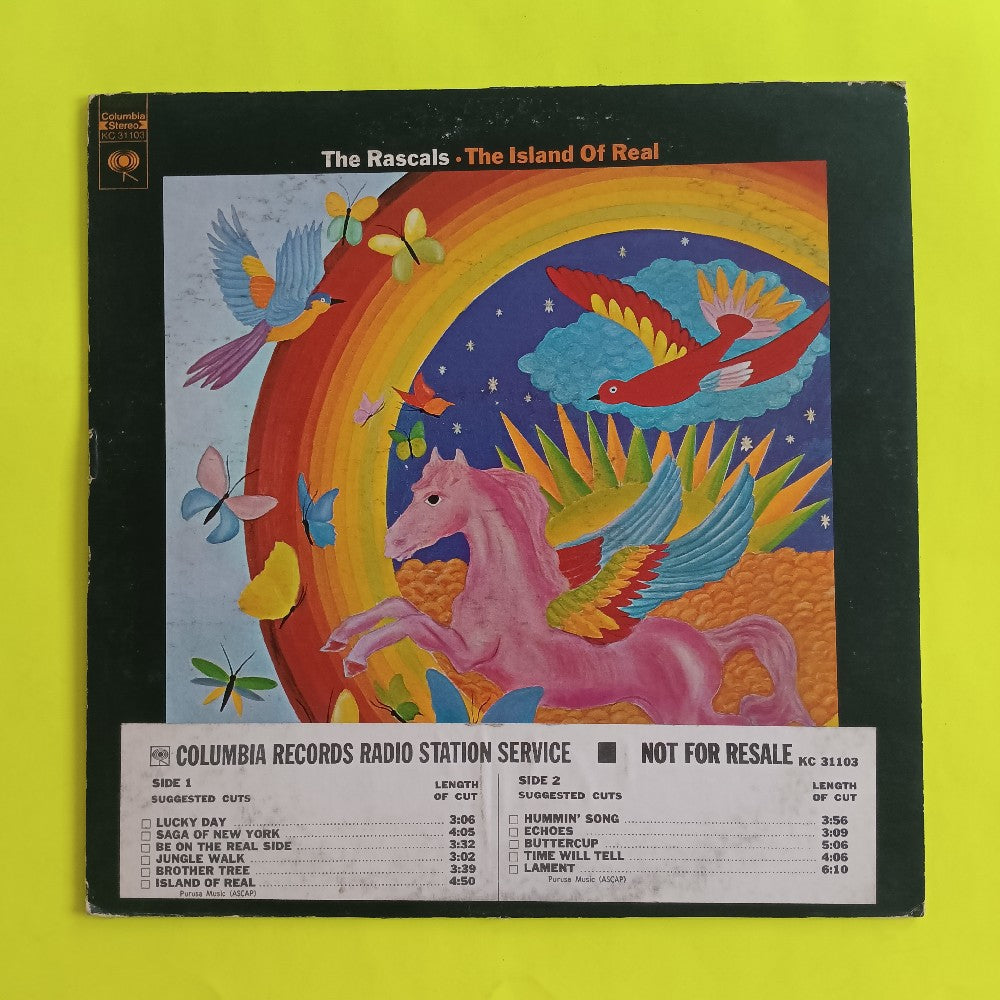 Columbia
Stereo
KC 31103
The Rascals • The Island Of Real
COLUMBIA RECORDS RADIO STATION SERVICE ■ NOT FOR RESALE KC 31103
SIDE 1
SUGGESTED CUTS
LENGTH
OF CUT
LUCKY DAY 3:06
SAGA OF NEW YORK 4:05
BE ON THE REAL SIDE 3:32
JUNGLE WALK 3:02
BROTHER TREE 3:39
ISLAND OF REAL 4:50
Purusa Music (ASCAP)
SIDE 2
SUGGESTED CUTS
LENGTH
OF CUT
HUMMIN' SONG 3:56
ECHOES 3:09
BUTTERCUP 5:06
TIME WILL TELL 4:06
LAMENT 6:10
Purusa Music (ASCAP)